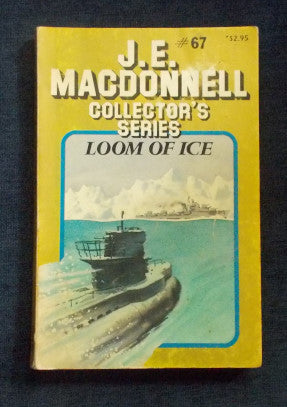 #67
*$2.95
J.E.
MACDONNELL
COLLECTOR'S
SERIES
LOOM OF ICE